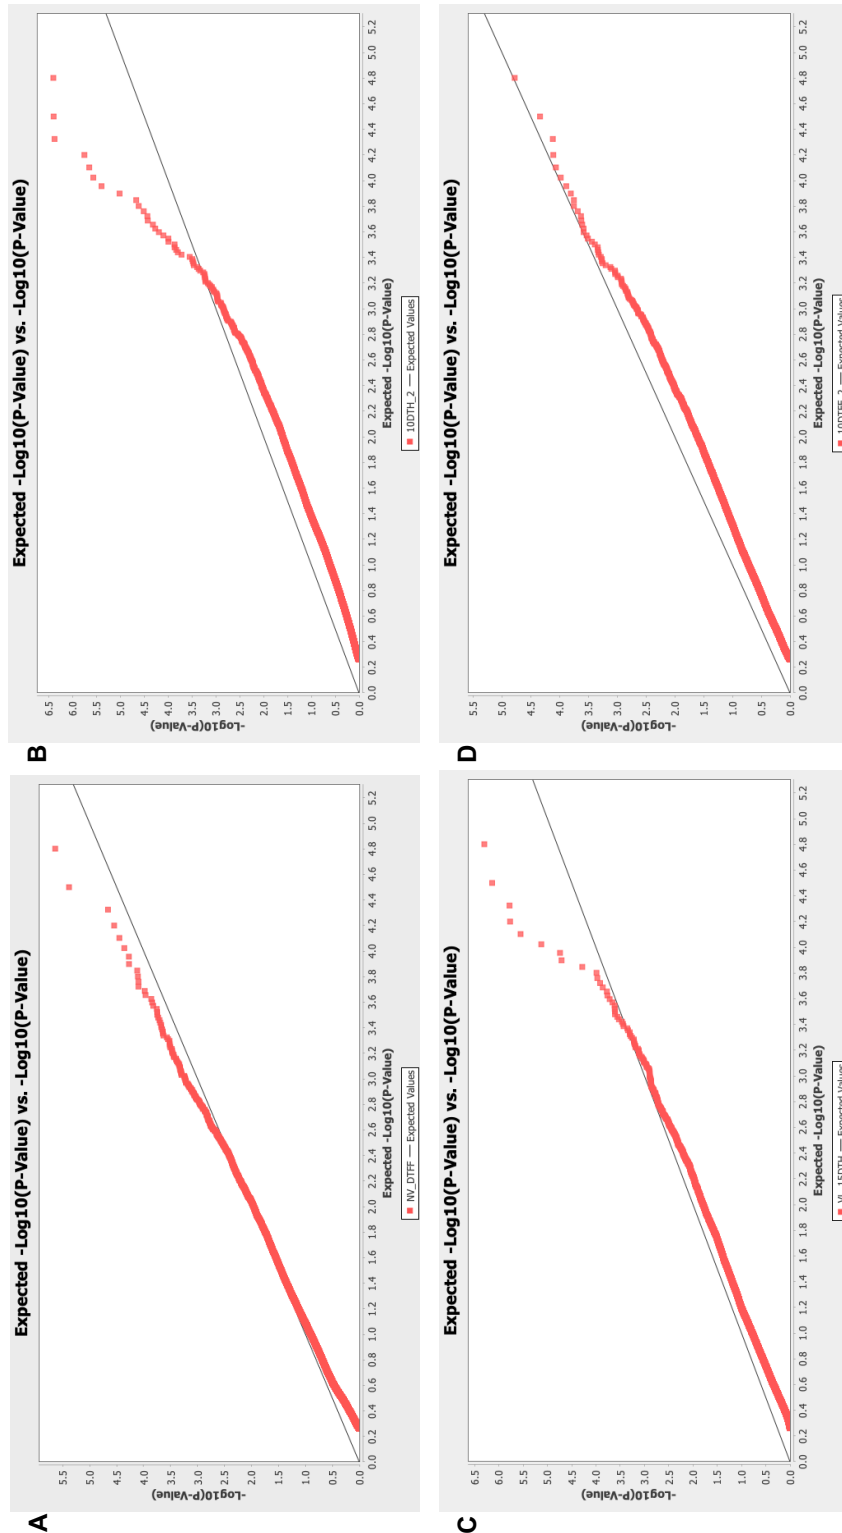 A
Expected -Log10(P-Value) vs. -Log10(P-Value)
-Log10(P-Value)
5.5
5.0
4.5
4.0
3.5
3.0
2.5
2.0
1.5
1.0
0.5
0.0
0.0 0.2 0.4 0.6 0.8 1.0 1.2 1.4 1.6 1.8 2.0 2.2 2.4 2.6 2.8 3.0 3.2 3.4 3.6 3.8 4.0 4.2 4.4 4.6 4.8 5.0 5.2
Expected -Log10(P-Value)
NV_DTFF — Expected Values
B
Expected -Log10(P-Value) vs. -Log10(P-Value)
-Log10(P-Value)
6.5
6.0
5.5
5.0
4.5
4.0
3.5
3.0
2.5
2.0
1.5
1.0
0.5
0.0
0.0 0.2 0.4 0.6 0.8 1.0 1.2 1.4 1.6 1.8 2.0 2.2 2.4 2.6 2.8 3.0 3.2 3.4 3.6 3.8 4.0 4.2 4.4 4.6 4.8 5.0 5.2
Expected -Log10(P-Value)
10DTH_2 — Expected Values
C
Expected -Log10(P-Value) vs. -Log10(P-Value)
-Log10(P-Value)
6.0
5.5
5.0
4.5
4.0
3.5
3.0
2.5
2.0
1.5
1.0
0.5
0.0
0.0 0.2 0.4 0.6 0.8 1.0 1.2 1.4 1.6 1.8 2.0 2.2 2.4 2.6 2.8 3.0 3.2 3.4 3.6 3.8 4.0 4.2 4.4 4.6 4.8 5.0 5.2
Expected -Log10(P-Value)
VL_15DTH — Expected Values
D
Expected -Log10(P-Value) vs. -Log10(P-Value)
-Log10(P-Value)
5.5
5.0
4.5
4.0
3.5
3.0
2.5
2.0
1.5
1.0
0.5
0.0
0.0 0.2 0.4 0.6 0.8 1.0 1.2 1.4 1.6 1.8 2.0 2.2 2.4 2.6 2.8 3.0 3.2 3.4 3.6 3.8 4.0 4.2 4.4 4.6 4.8 5.0 5.2
Expected -Log10(P-Value)
10DTFF_2 — Expected Values